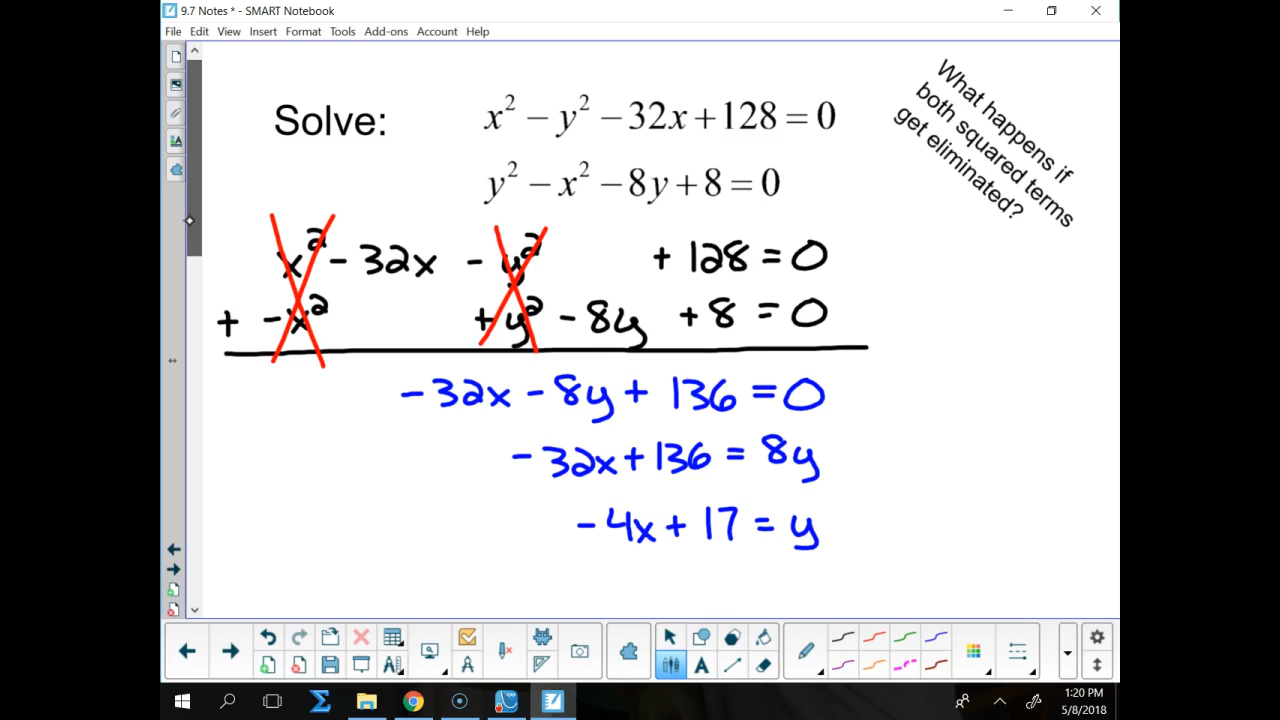 9.7 Notes * - SMART Notebook
File Edit View Insert Format Tools Add-ons Account Help
Solve:
x² − y² − 32x + 128 = 0
y² − x² − 8y + 8 = 0
What happens if
both squared terms
get eliminated?
x² - 32x - y² + 128 = 0
+ -x² + y² - 8y + 8 = 0
-32x - 8y + 136 = 0
-32x + 136 = 8y
-4x + 17 = y
1:20 PM
5/8/2018